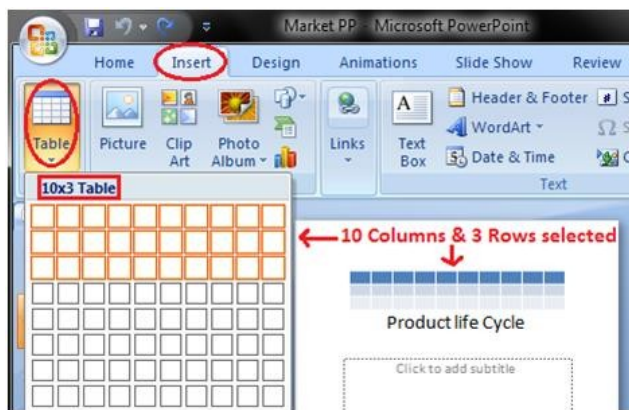 Market PP - Microsoft PowerPoint
Home Insert Design Animations Slide Show Review
Table
Picture
Clip Art
Photo Album
Links
A
Text Box
Header & Footer
WordArt
Date & Time
#
S
Ω
S
Text
10x3 Table
10 Columns & 3 Rows selected
Product life Cycle
Click to add subtitle